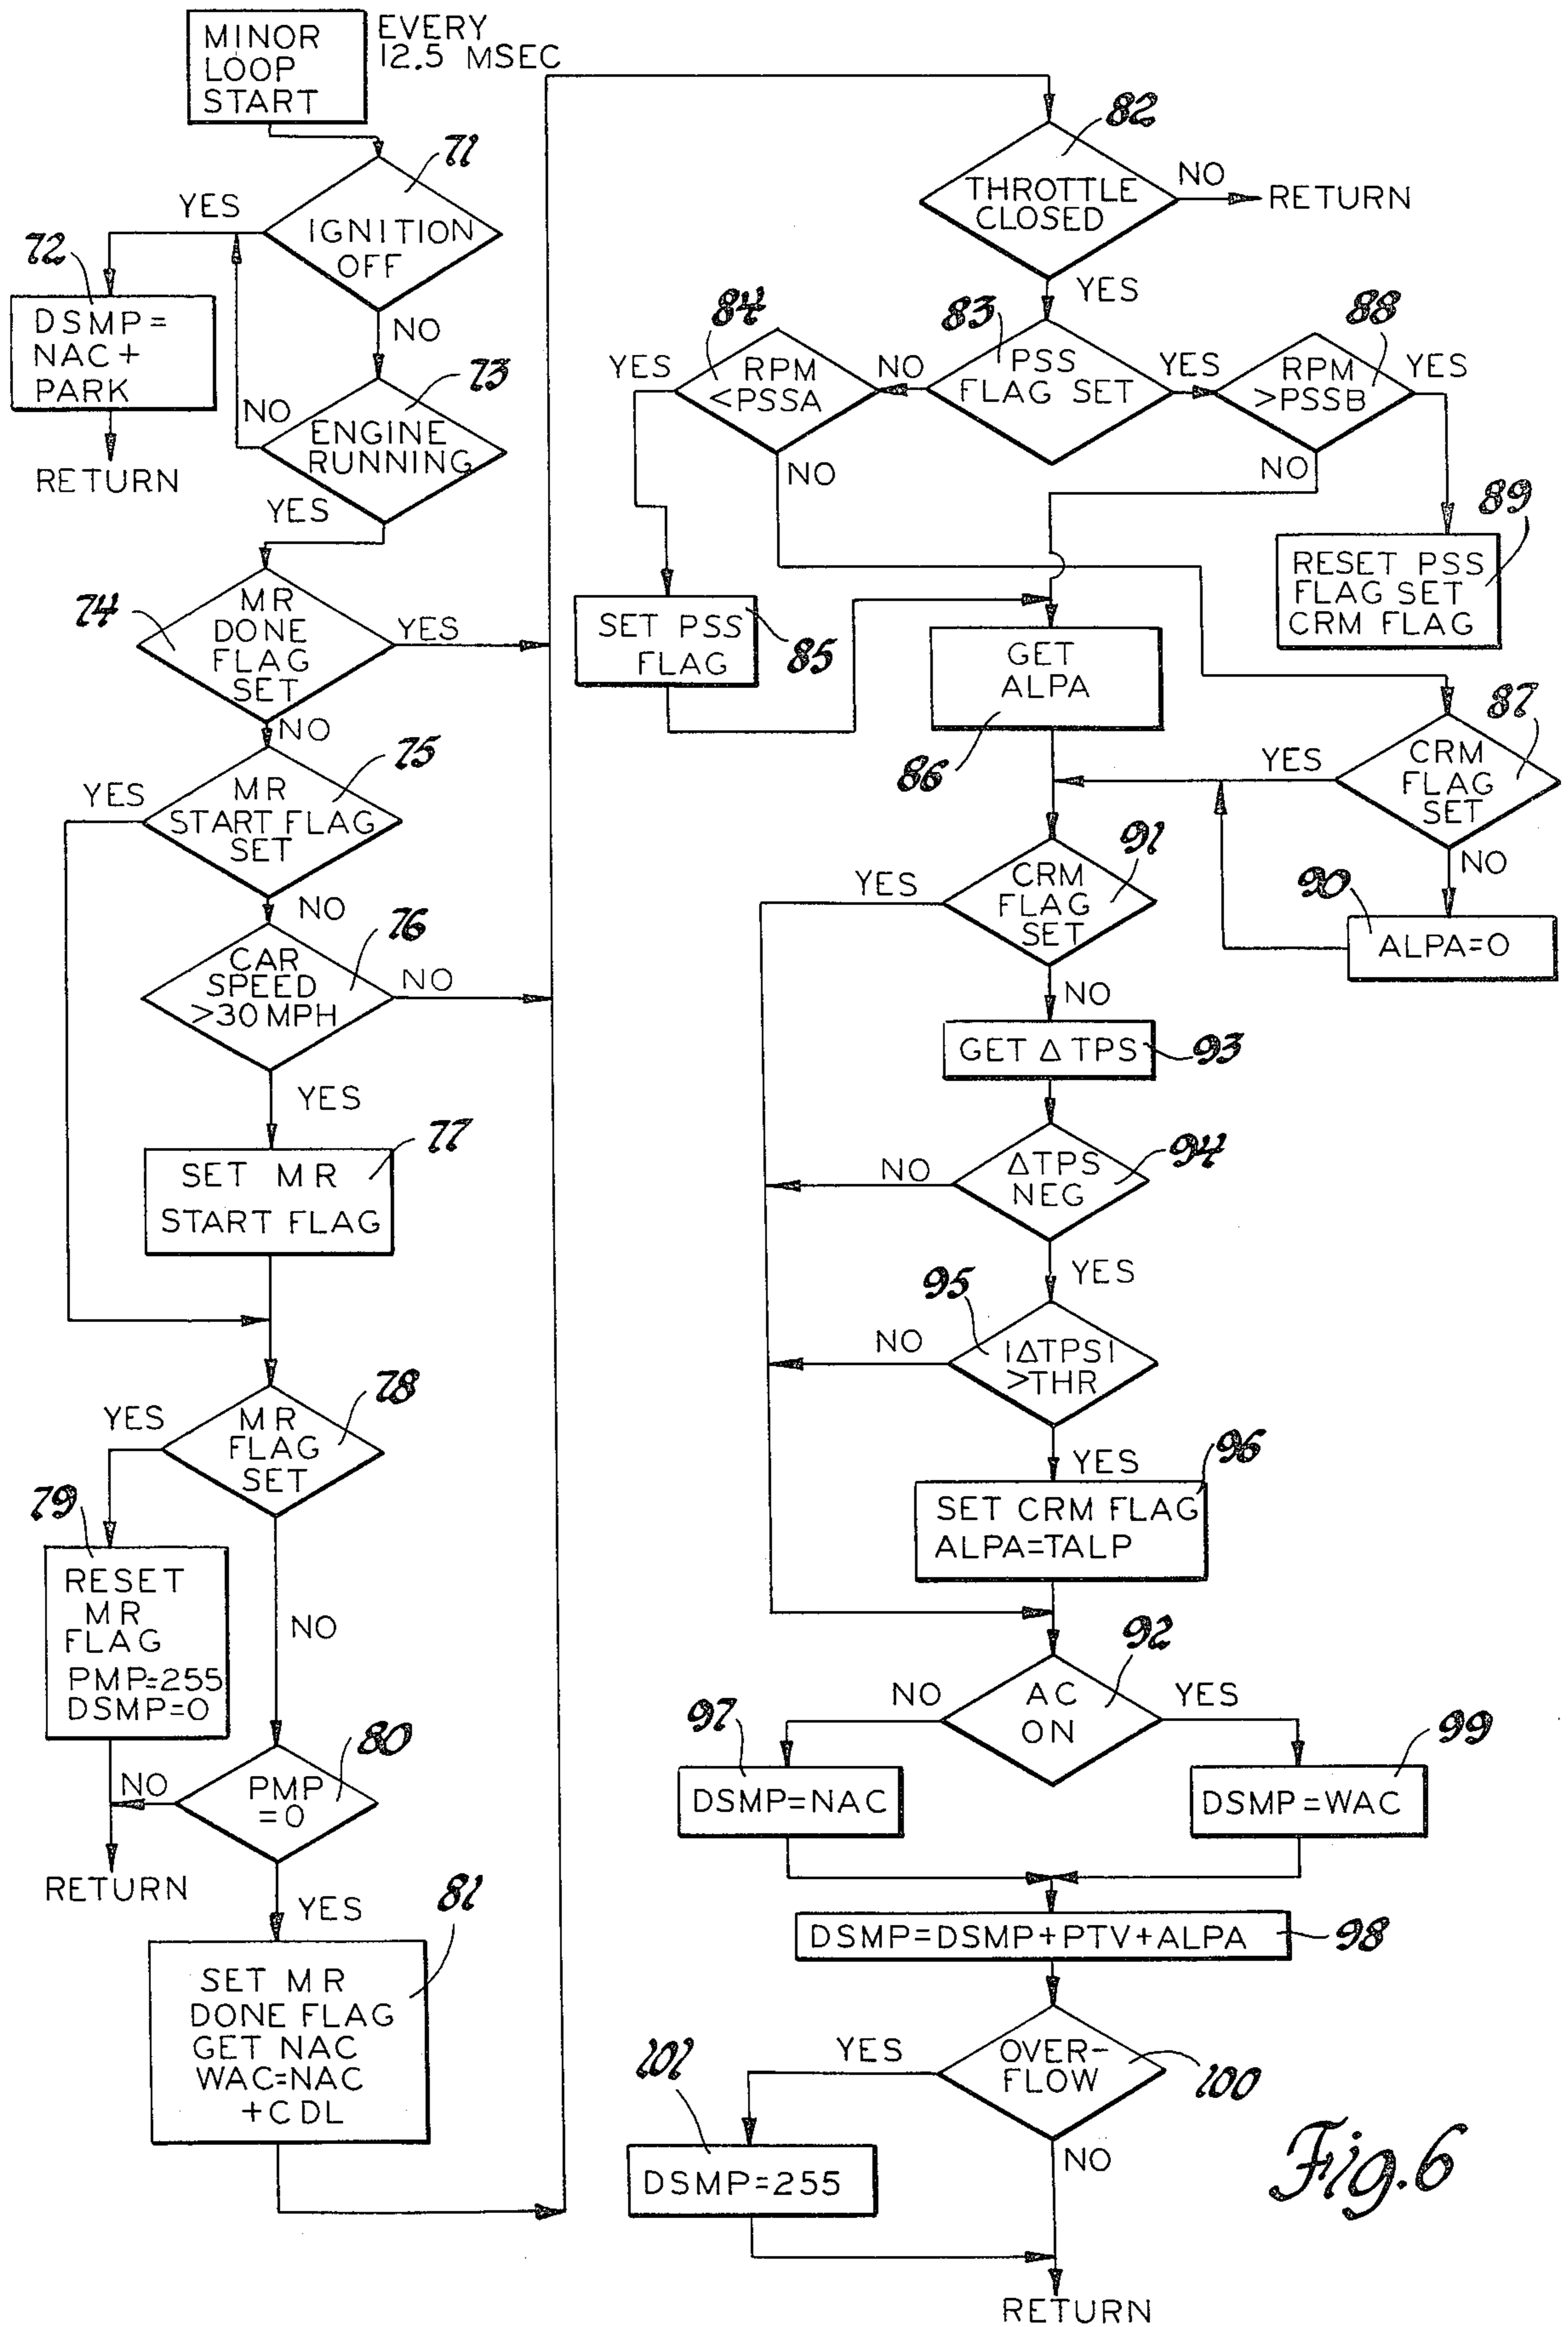 MINOR
LOOP
START
EVERY
12.5 MSEC
71
YES
IGNITION
OFF
72
DSMP=
NAC+
PARK
RETURN
NO
73
NO
ENGINE
RUNNING
YES
74
MR
DONE
FLAG
SET
YES
NO
75
YES
MR
START FLAG
SET
NO
76
CAR
SPEED
>30MPH
NO
YES
77
SET MR
START FLAG
78
YES
MR
FLAG
SET
79
RESET
MR
FLAG
PMP=255
DSMP=0
NO
80
NO
PMP
=0
RETURN
YES
81
SET MR
DONE FLAG
GET NAC
WAC=NAC
+CDL
82
THROTTLE
CLOSED
NO
RETURN
YES
84
83
88
YES
RPM
<PSSA
NO
PSS
FLAG SET
YES
RPM
>PSSB
YES
NO
NO
89
SET PSS
FLAG
85
RESET PSS
FLAG SET
CRM FLAG
GET
ALPA
86
87
YES
CRM
FLAG
SET
NO
90
ALPA=0
91
YES
CRM
FLAG
SET
NO
GET Δ TPS
93
94
NO
ΔTPS
NEG
YES
95
NO
|ΔTPS|
>THR
YES
96
SET CRM FLAG
ALPA=TALP
92
NO
AC
ON
YES
97
DSMP=NAC
99
DSMP=WAC
DSMP=DSMP+PTV+ALPA
98
YES
OVER-
FLOW
100
101
DSMP=255
NO
RETURN
Fig.6